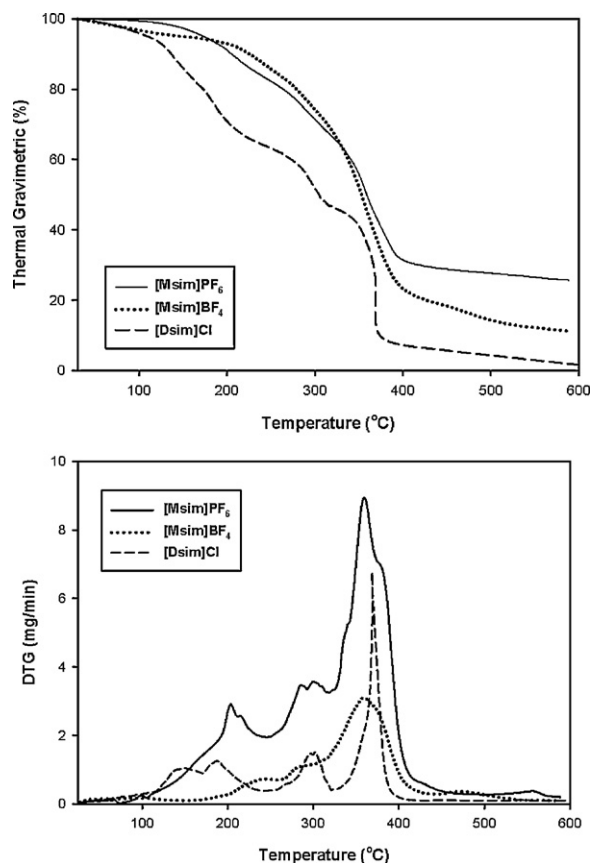 Thermal Gravimetric (%)
100
80
60
40
20
0
[Msim]PF6
[Msim]BF4
[Dsim]Cl
100 200 300 400 500 600
Temperature (oC)
DTG (mg/min)
10
8
6
4
2
0
[Msim]PF6
[Msim]BF4
[Dsim]Cl
100 200 300 400 500 600
Temperature (oC)